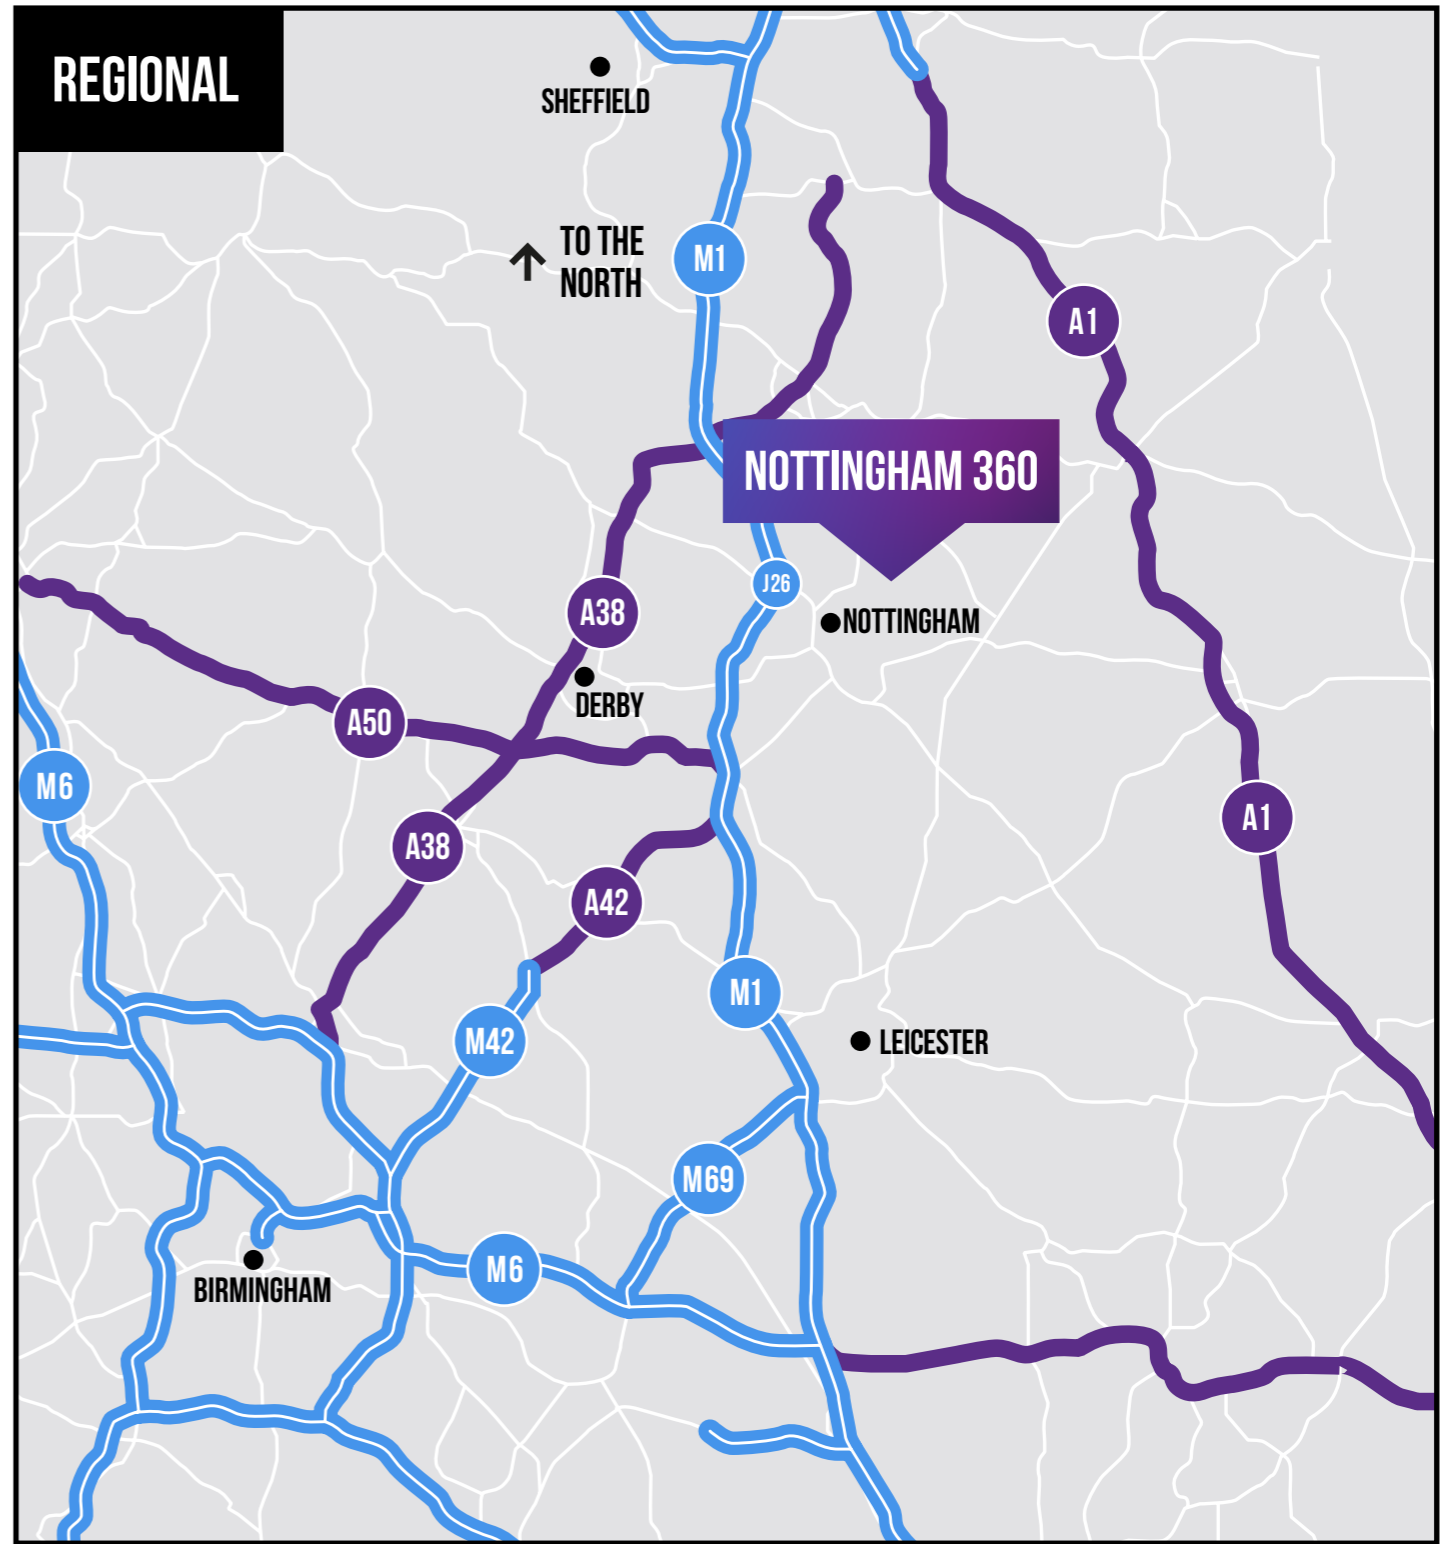 REGIONAL
SHEFFIELD
TO THE
NORTH
M1
A1
NOTTINGHAM 360
J26
A38
NOTTINGHAM
DERBY
A50
M6
A1
A38
A42
M1
M42
LEICESTER
M69
M6
BIRMINGHAM